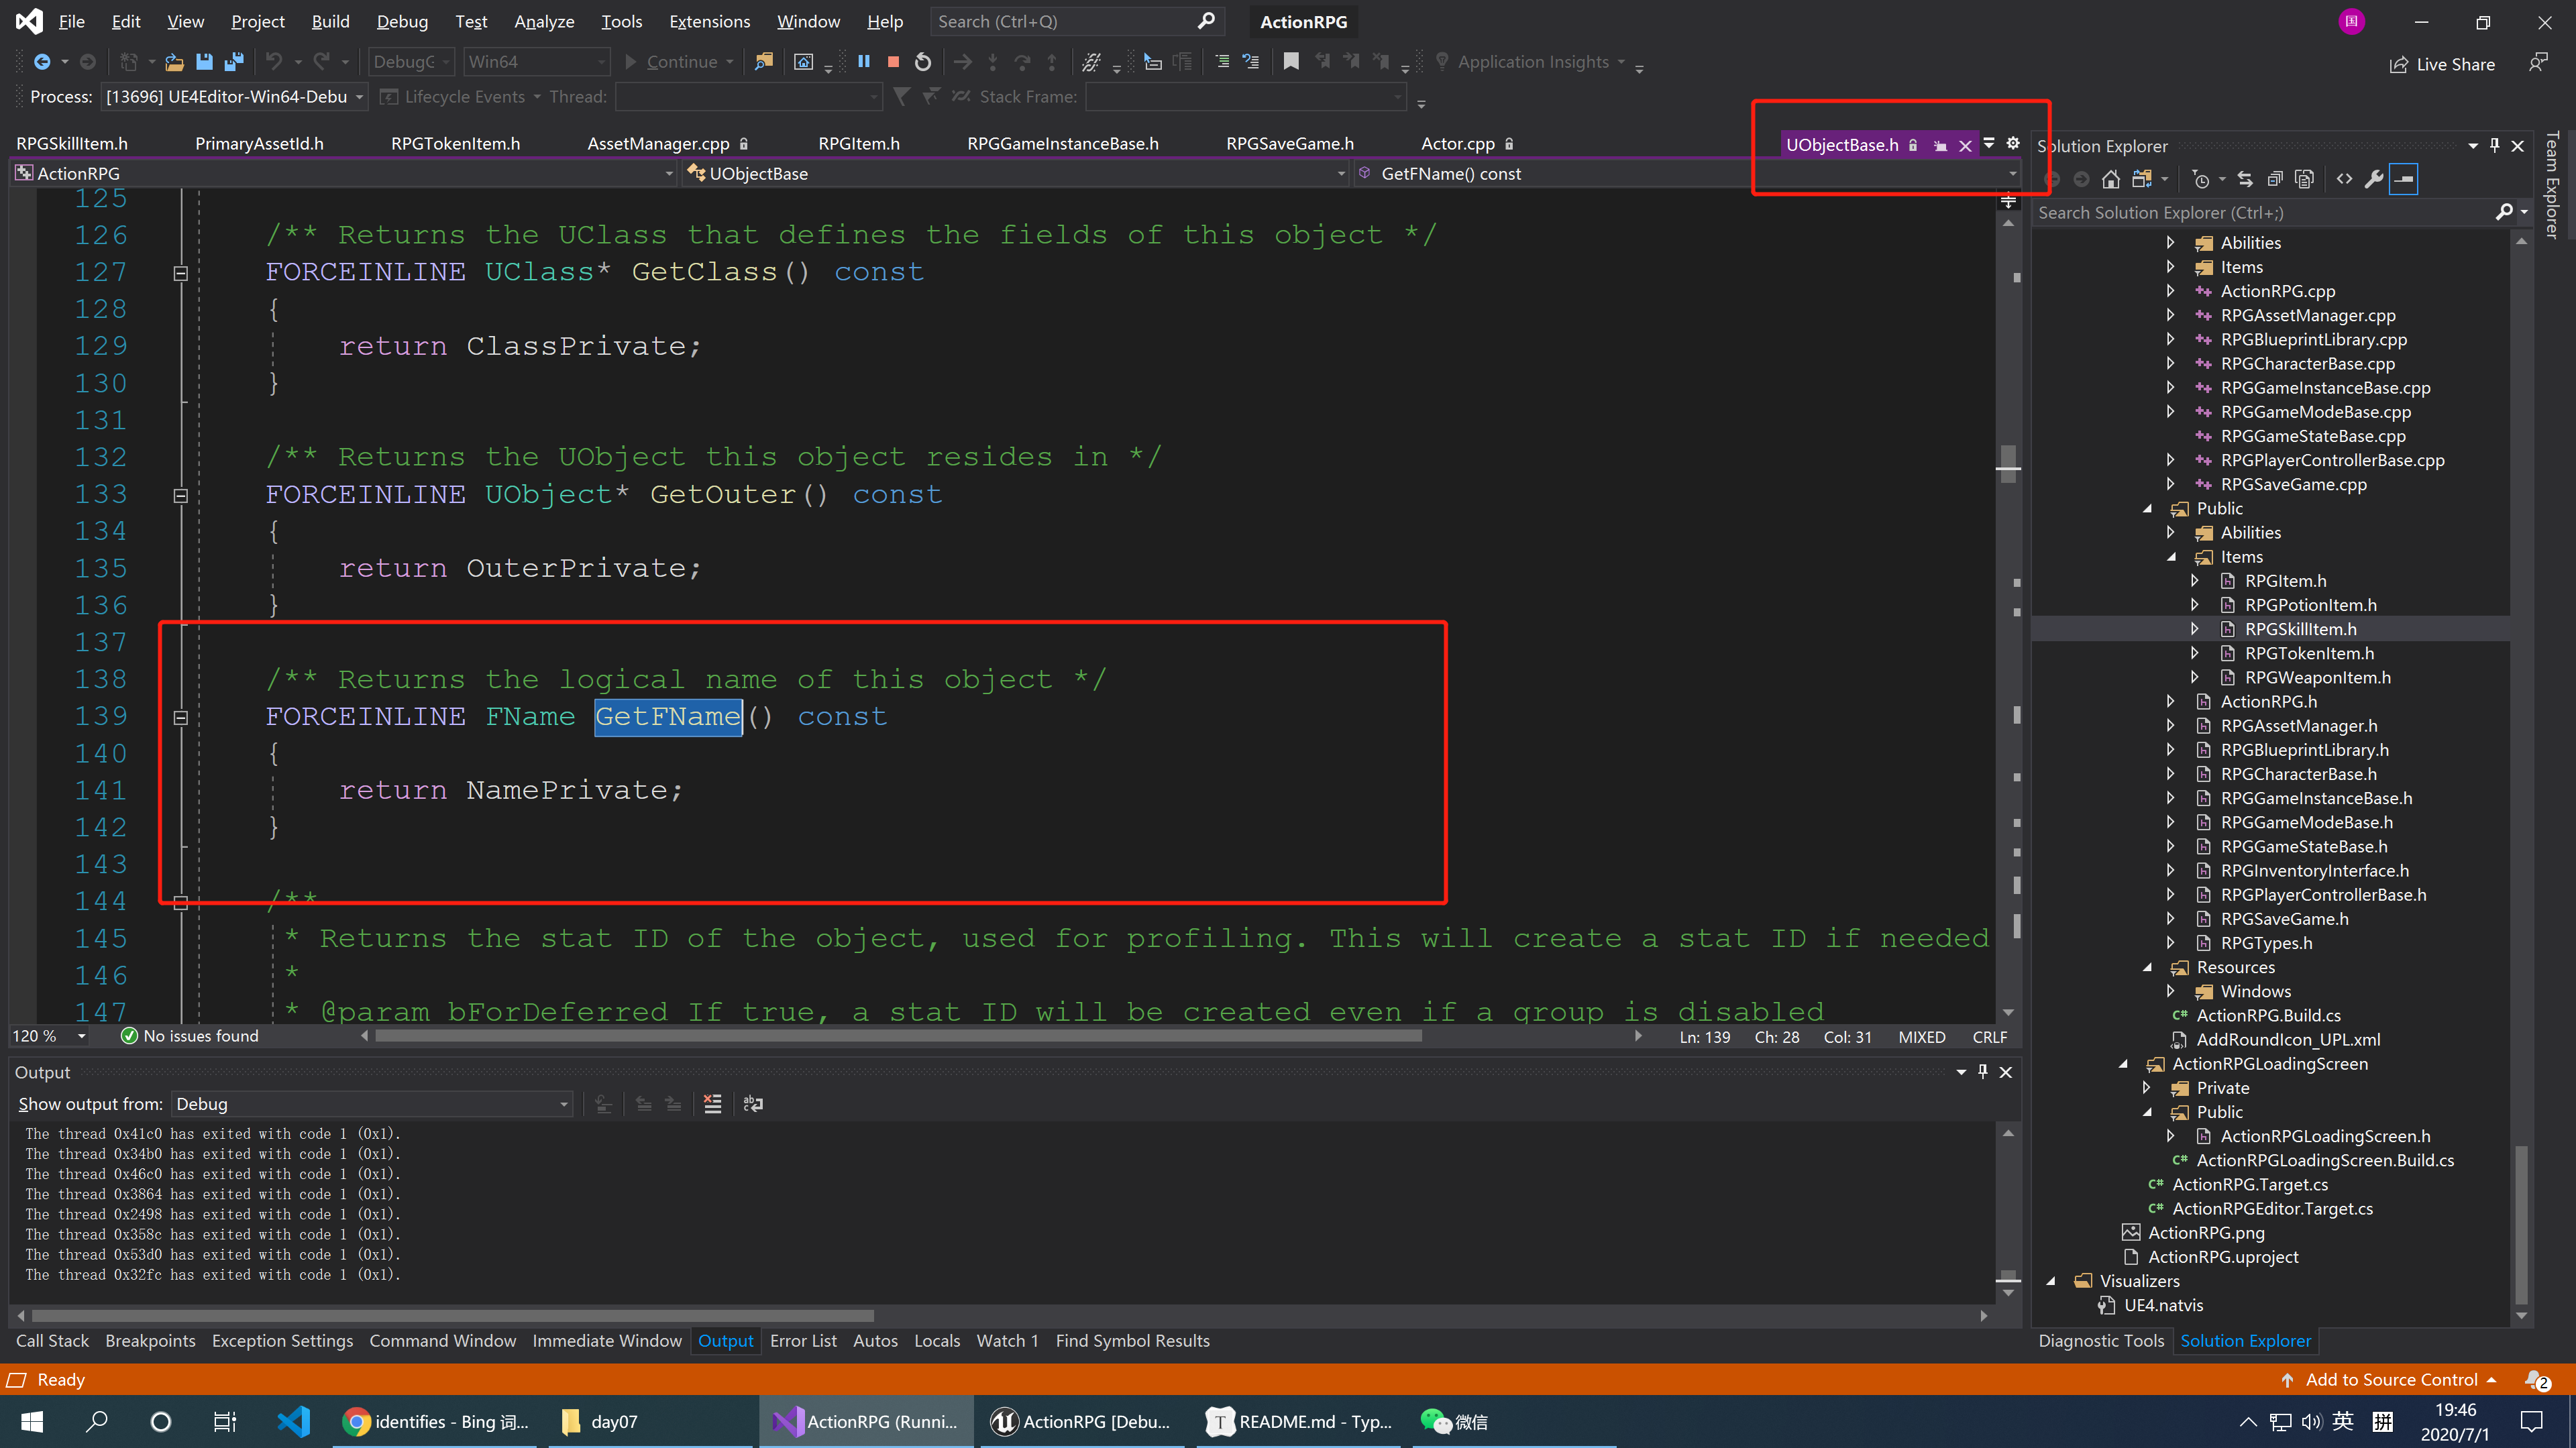 File Edit View Project Build Debug Test Analyze Tools Extensions Window Help Search (Ctrl+Q) ActionRPG 国
DebugG Win64 Continue Application Insights Live Share
Process: [13696] UE4Editor-Win64-Debu Lifecycle Events Thread: Stack Frame:
RPGSkillItem.h PrimaryAssetId.h RPGTokenItem.h AssetManager.cpp RPGItem.h RPGGameInstanceBase.h RPGSaveGame.h Actor.cpp UObjectBase.h
ActionRPG UObjectBase GetFName() const
125
126 /** Returns the UClass that defines the fields of this object */
127 FORCEINLINE UClass* GetClass() const
128 {
129 return ClassPrivate;
130 }
131
132 /** Returns the UObject this object resides in */
133 FORCEINLINE UObject* GetOuter() const
134 {
135 return OuterPrivate;
136 }
137
138 /** Returns the logical name of this object */
139 FORCEINLINE FName GetFName() const
140 {
141 return NamePrivate;
142 }
143
144 /**
145 * Returns the stat ID of the object, used for profiling. This will create a stat ID if needed
146 *
147 * @param bForDeferred If true, a stat ID will be created even if a group is disabled
120 % No issues found Ln: 139 Ch: 28 Col: 31 MIXED CRLF
Output
Show output from: Debug
The thread 0x41c0 has exited with code 1 (0x1).
The thread 0x34b0 has exited with code 1 (0x1).
The thread 0x46c0 has exited with code 1 (0x1).
The thread 0x3864 has exited with code 1 (0x1).
The thread 0x2498 has exited with code 1 (0x1).
The thread 0x358c has exited with code 1 (0x1).
The thread 0x53d0 has exited with code 1 (0x1).
The thread 0x32fc has exited with code 1 (0x1).
Call Stack Breakpoints Exception Settings Command Window Immediate Window Output Error List Autos Locals Watch 1 Find Symbol Results
Solution Explorer
Search Solution Explorer (Ctrl+;)
Abilities
Items
ActionRPG.cpp
RPGAssetManager.cpp
RPGBlueprintLibrary.cpp
RPGCharacterBase.cpp
RPGGameInstanceBase.cpp
RPGGameModeBase.cpp
RPGGameStateBase.cpp
RPGPlayerControllerBase.cpp
RPGSaveGame.cpp
Public
Abilities
Items
RPGItem.h
RPGPotionItem.h
RPGSkillItem.h
RPGTokenItem.h
RPGWeaponItem.h
ActionRPG.h
RPGAssetManager.h
RPGBlueprintLibrary.h
RPGCharacterBase.h
RPGGameInstanceBase.h
RPGGameModeBase.h
RPGGameStateBase.h
RPGInventoryInterface.h
RPGPlayerControllerBase.h
RPGSaveGame.h
RPGTypes.h
Resources
Windows
ActionRPG.Build.cs
AddRoundIcon_UPL.xml
ActionRPGLoadingScreen
Private
Public
ActionRPGLoadingScreen.h
ActionRPGLoadingScreen.Build.cs
ActionRPG.Target.cs
ActionRPGEditor.Target.cs
ActionRPG.png
ActionRPG.uproject
Visualizers
UE4.natvis
Diagnostic Tools Solution Explorer
Team Explorer
Ready Add to Source Control 2
identifies - Bing 词... day07 ActionRPG (Runni... ActionRPG [Debu... README.md - Typ... 微信 英 拼 19:46
2020/7/1